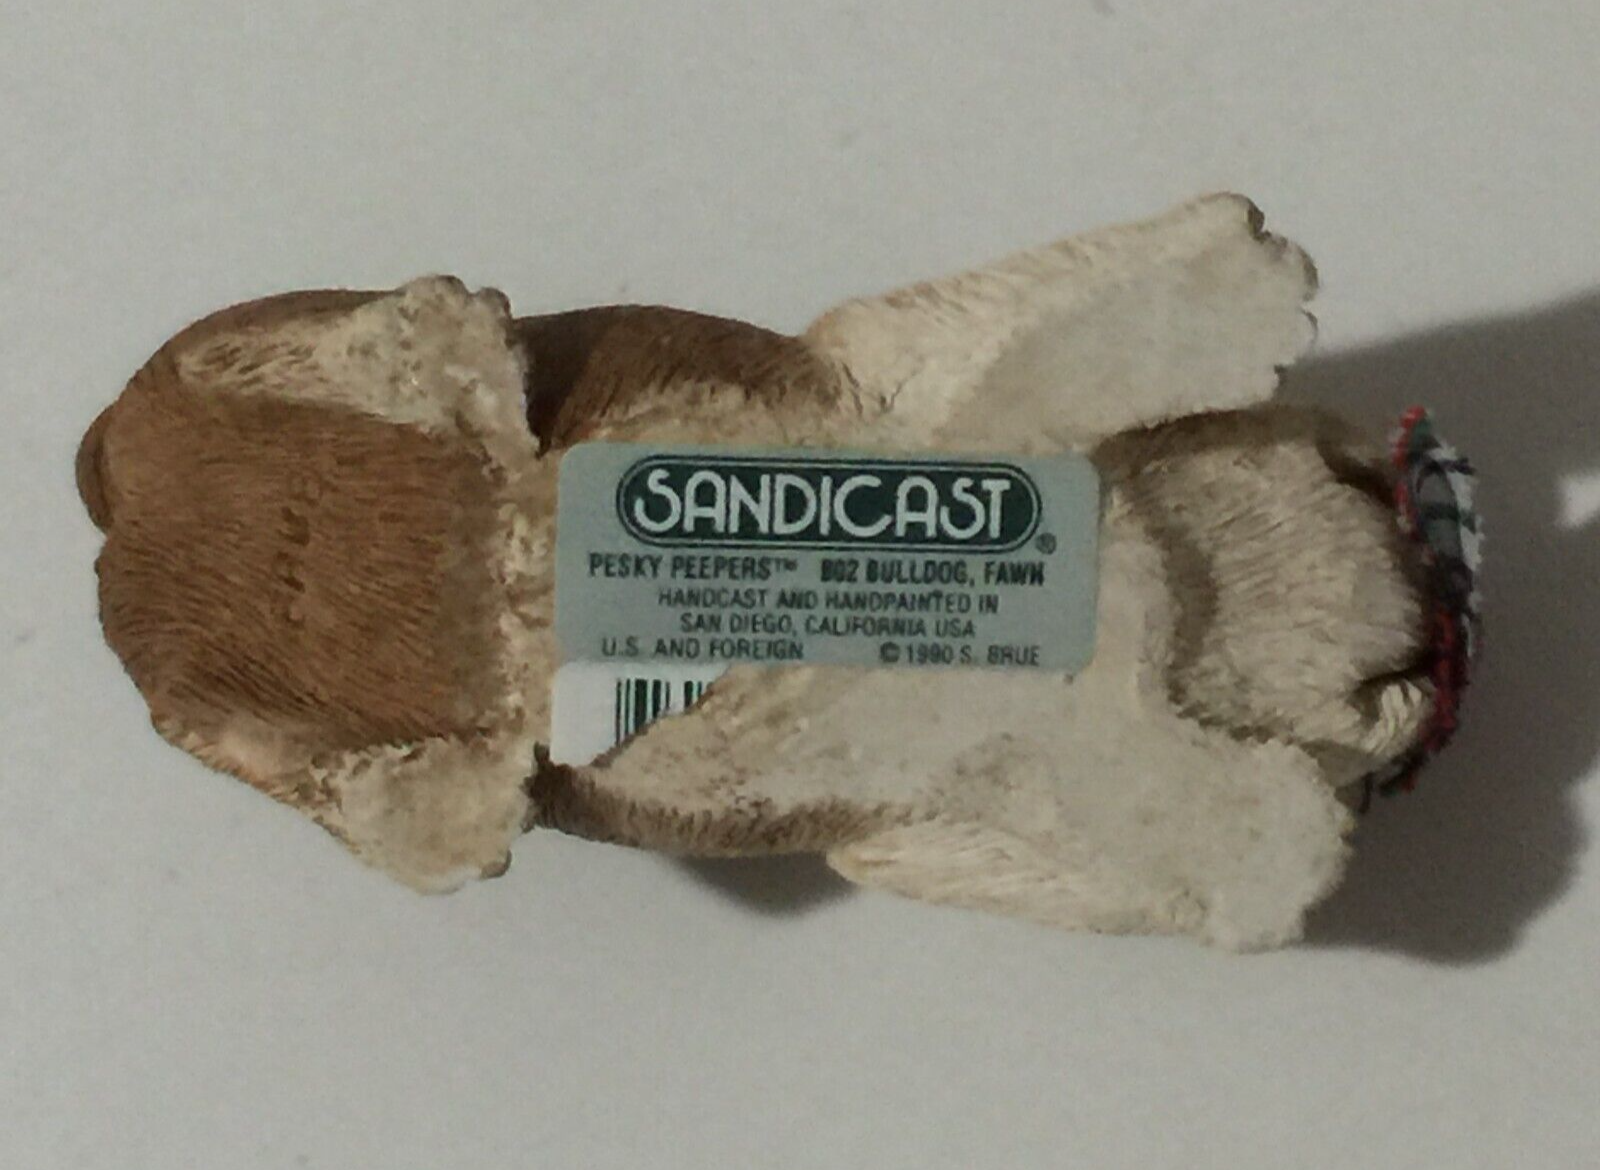 SANDICAST®
PESKY PEEPERS™ 802 BULLDOG, FAWN
HANDCAST AND HANDPAINTED IN
SAN DIEGO, CALIFORNIA USA
U.S. AND FOREIGN © 1990 S. BRUE